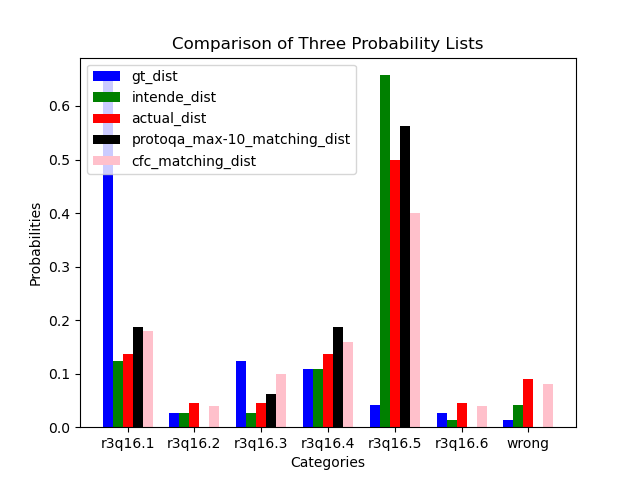 Comparison of Three Probability Lists
gt_dist
intende_dist
actual_dist
protoqa_max-10_matching_dist
cfc_matching_dist
Probabilities
0.6
0.5
0.4
0.3
0.2
0.1
0.0
r3q16.1 r3q16.2 r3q16.3 r3q16.4 r3q16.5 r3q16.6 wrong
Categories